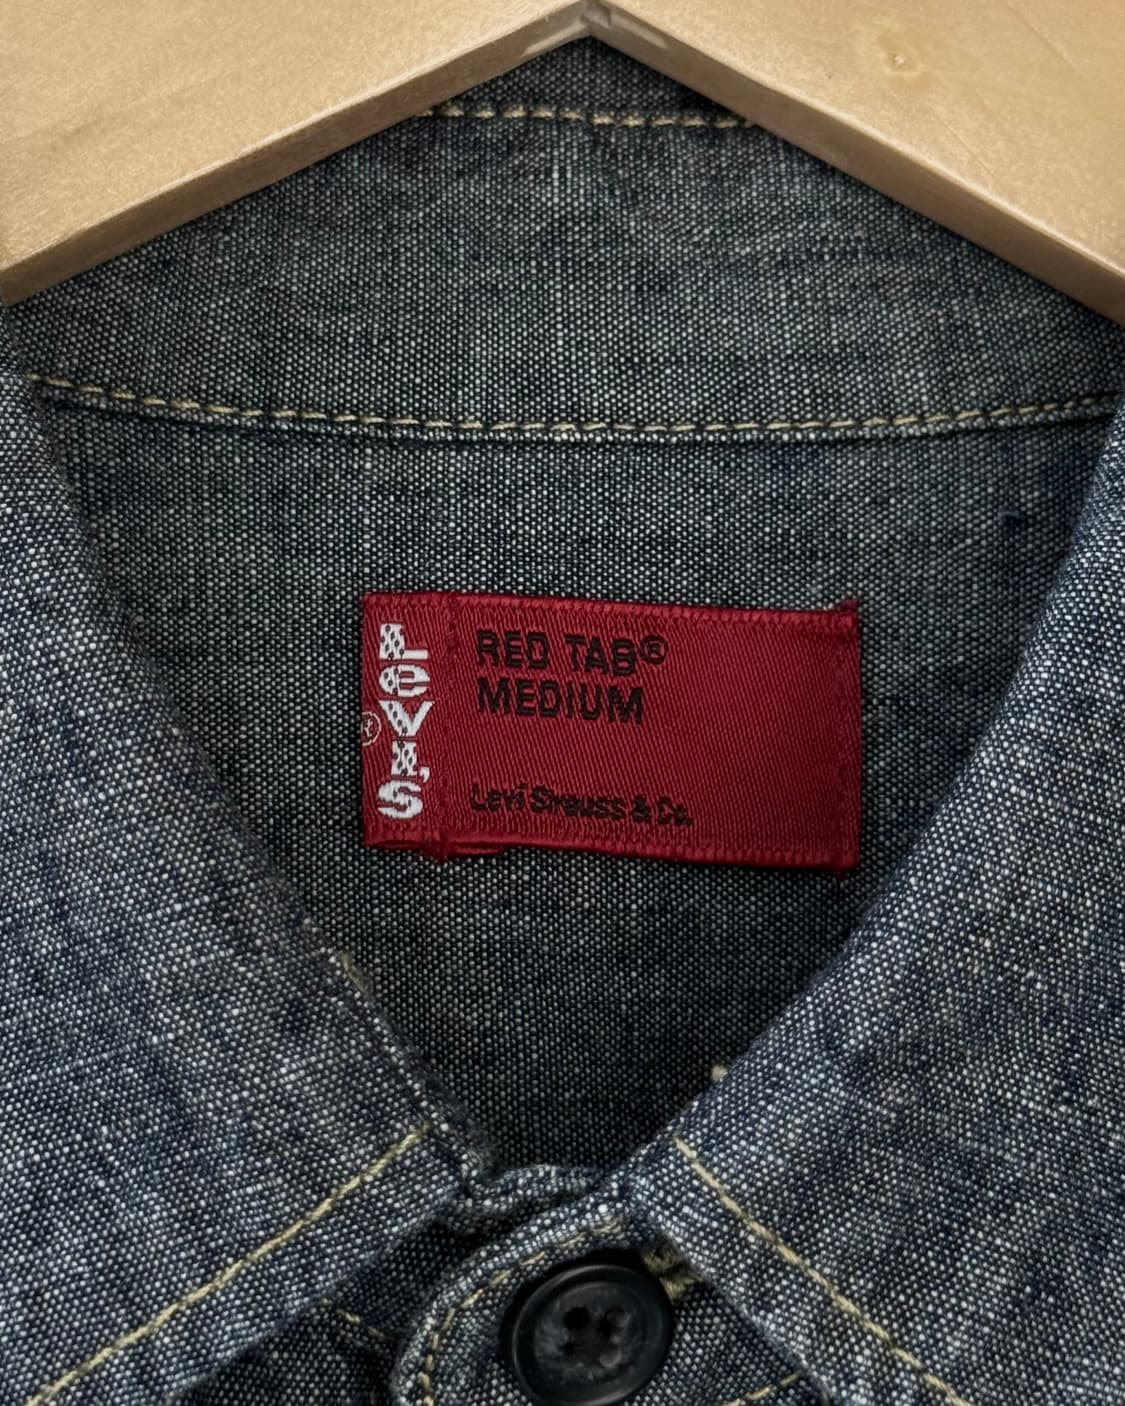 LeVI'S
®
RED TAB®
MEDIUM
Levi Strauss & Co.